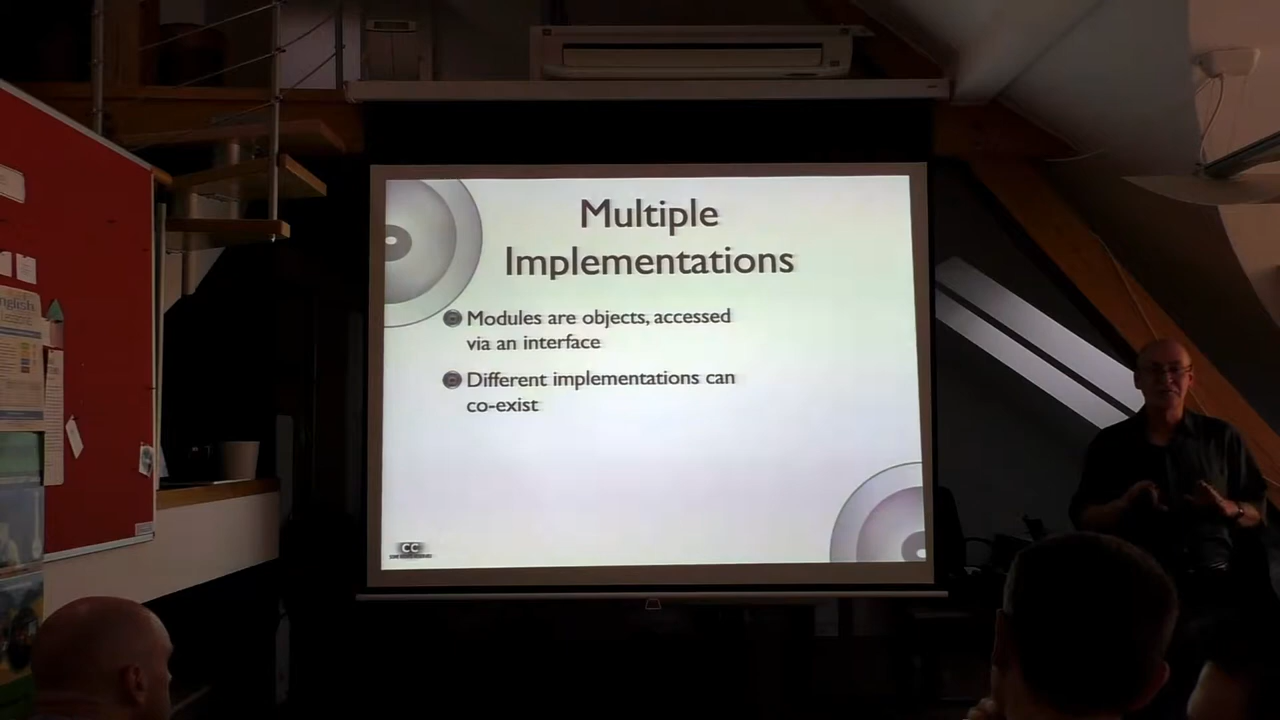 Multiple
Implementations
Modules are objects, accessed
via an interface
Different implementations can
co-exist
CC